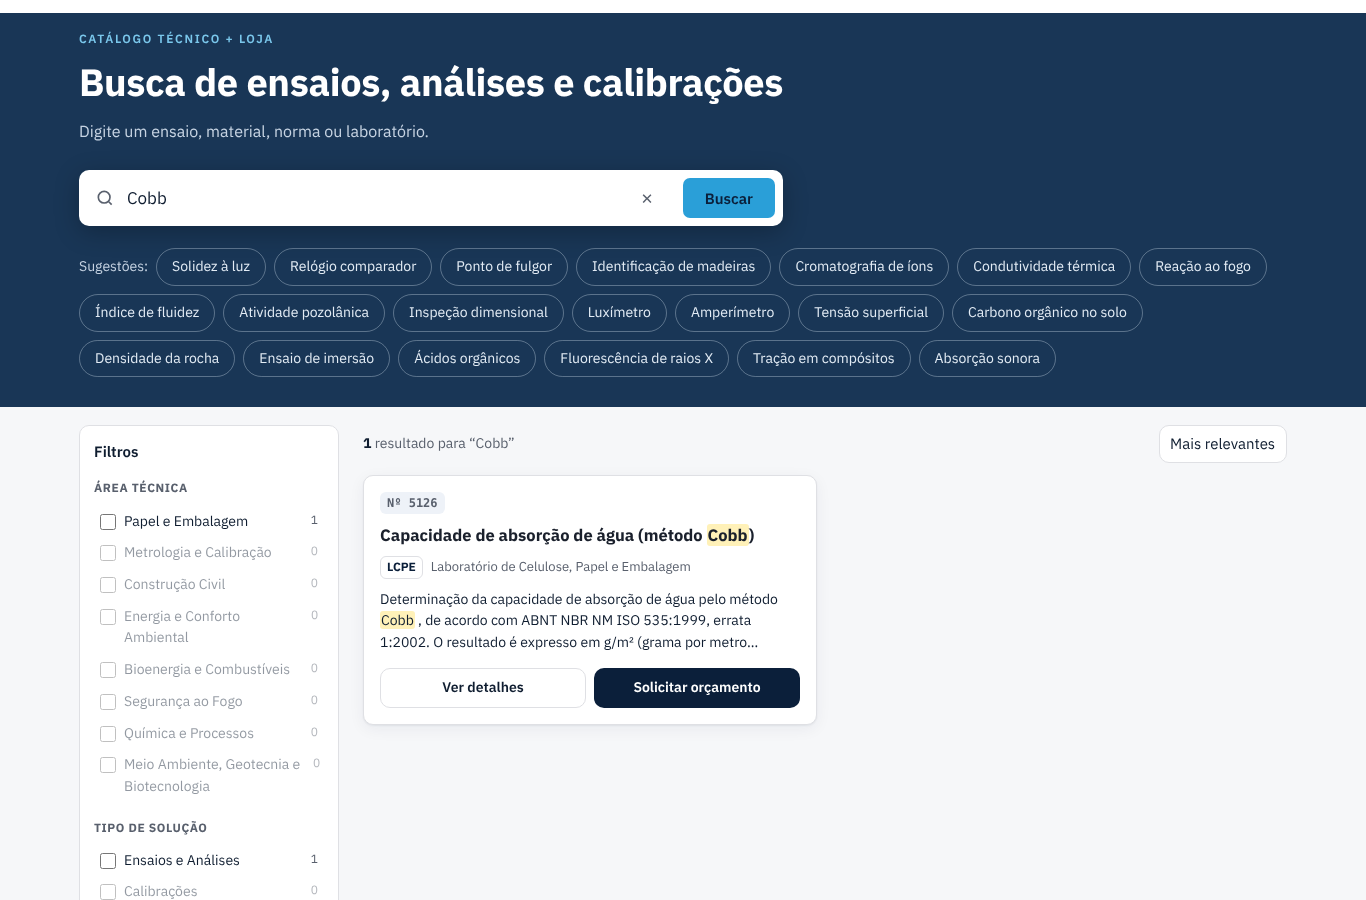 CATÁLOGO TÉCNICO + LOJA
Busca de ensaios, análises e calibrações
Digite um ensaio, material, norma ou laboratório.
Cobb
Buscar
Sugestões: Solidez à luz Relógio comparador Ponto de fulgor Identificação de madeiras Cromatografia de íons Condutividade térmica Reação ao fogo
Índice de fluidez Atividade pozolânica Inspeção dimensional Luxímetro Amperímetro Tensão superficial Carbono orgânico no solo
Densidade da rocha Ensaio de imersão Ácidos orgânicos Fluorescência de raios X Tração em compósitos Absorção sonora
Filtros
ÁREA TÉCNICA
Papel e Embalagem 1
Metrologia e Calibração 0
Construção Civil 0
Energia e Conforto 0
Ambiental
Bioenergia e Combustíveis 0
Segurança ao Fogo 0
Química e Processos 0
Meio Ambiente, Geotecnia e 0
Biotecnologia
TIPO DE SOLUÇÃO
Ensaios e Análises 1
Calibrações 0
1 resultado para “Cobb”
Mais relevantes
Nº 5126
Capacidade de absorção de água (método Cobb)
LCPE Laboratório de Celulose, Papel e Embalagem
Determinação da capacidade de absorção de água pelo método
Cobb , de acordo com ABNT NBR NM ISO 535:1999, errata
1:2002. O resultado é expresso em g/m² (grama por metro…
Ver detalhes
Solicitar orçamento